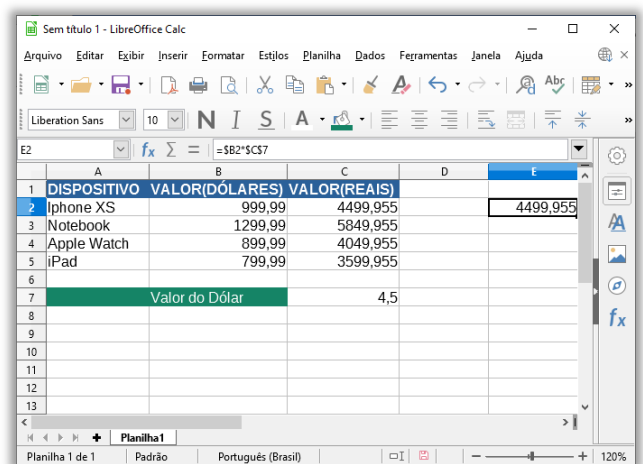 Sem título 1 - LibreOffice Calc
Arquivo Editar Exibir Inserir Formatar Estilos Planilha Dados Ferramentas Janela Ajuda
Abc
Liberation Sans 10 N I S A
E2 fx Σ = =$B2*$C$7
A B C D E
1 DISPOSITIVO VALOR(DÓLARES) VALOR(REAIS)
2 Iphone XS 999,99 4499,955 4499,955
3 Notebook 1299,99 5849,955
4 Apple Watch 899,99 4049,955
5 iPad 799,99 3599,955
6
7 Valor do Dólar 4,5
8
9
10
11
12
13
Planilha1
Planilha 1 de 1 Padrão Português (Brasil) 120%